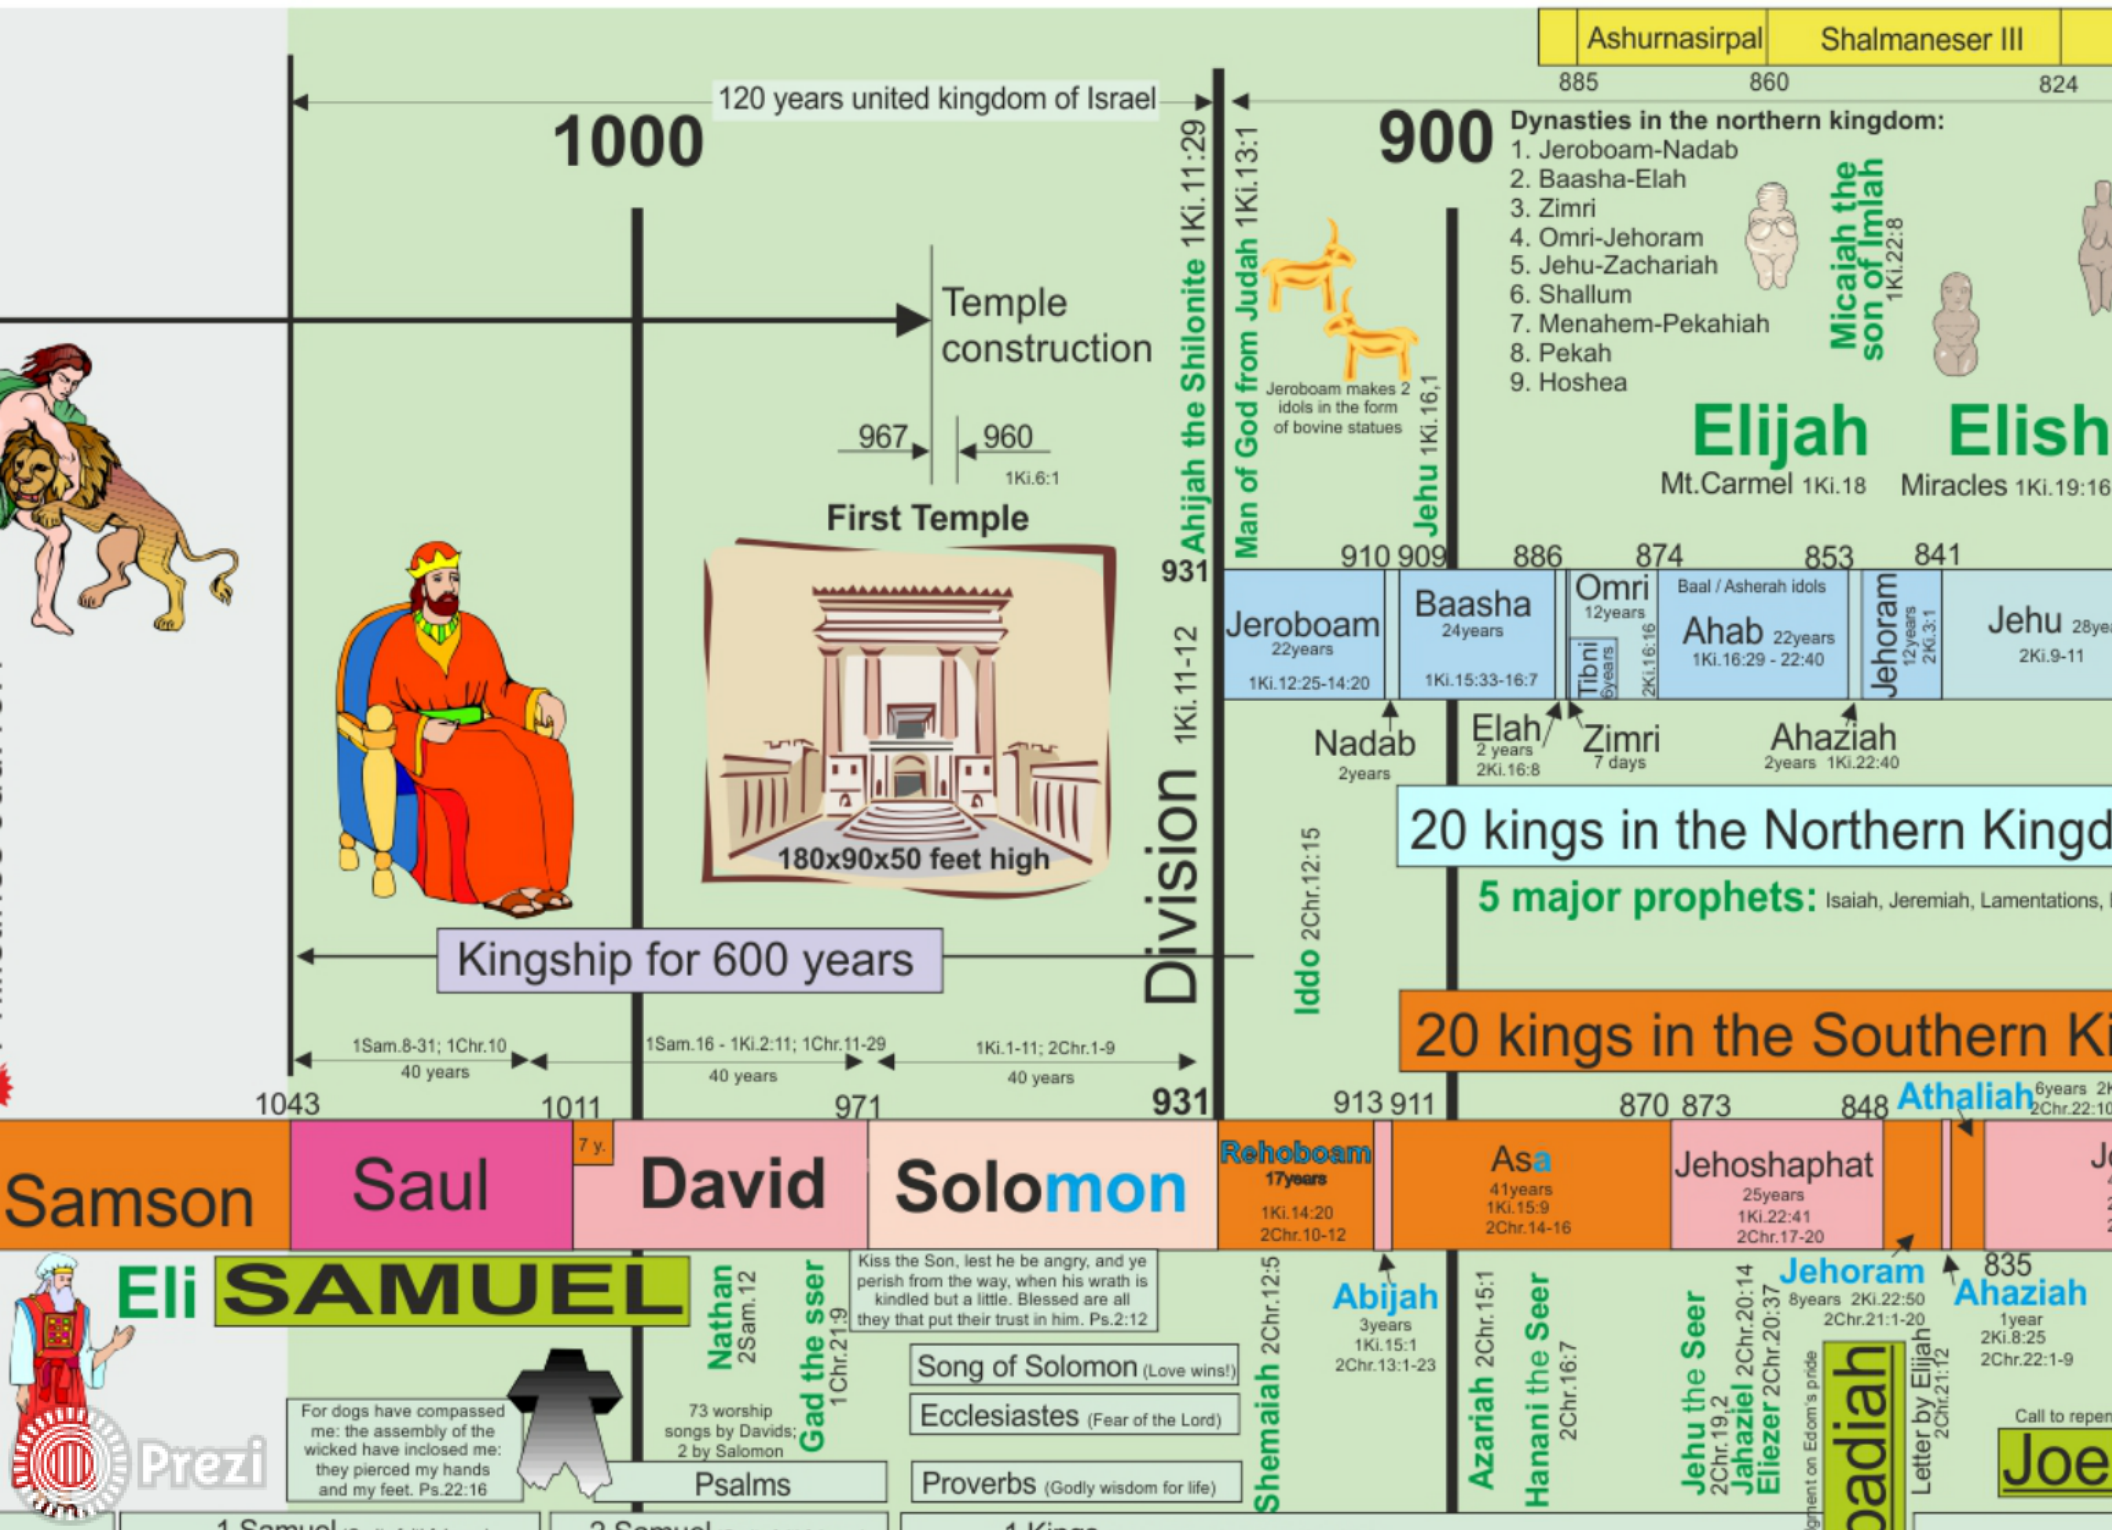 Ashurnasirpal
Shalmaneser III
885
860
824
120 years united kingdom of Israel
1000
900
Dynasties in the northern kingdom:
1. Jeroboam-Nadab
2. Baasha-Elah
3. Zimri
4. Omri-Jehoram
5. Jehu-Zachariah
6. Shallum
7. Menahem-Pekahiah
8. Pekah
9. Hoshea
Micaiah the
son of Imlah
1Ki.22:8
Ahijah the Shilonite 1Ki.11:29
Man of God from Judah 1Ki.13:1
Temple
construction
967
960
1Ki.6:1
Jeroboam makes 2
idols in the form
of bovine statues
Jehu 1Ki.16,1
Elijah
Mt.Carmel 1Ki.18
Elish
Miracles 1Ki.19:16
First Temple
180x90x50 feet high
931
910 909
886
874
853
841
Jeroboam
22years
1Ki.12:25-14:20
Baasha
24years
1Ki.15:33-16:7
Omri
12years
Tibni
6years
2Ki.16:16
Baal / Asherah idols
Ahab 22years
1Ki.16:29 - 22:40
Jehoram
12years
2Ki.3:1
Jehu 28yea
2Ki.9-11
Nadab
2years
Elah
2 years
2Ki.16:8
Zimri
7 days
Ahaziah
2years 1Ki.22:40
Division 1Ki.11-12
20 kings in the Northern Kingd
5 major prophets: Isaiah, Jeremiah, Lamentations,
Iddo 2Chr.12:15
Kingship for 600 years
20 kings in the Southern Ki
1Sam.8-31; 1Chr.10
40 years
1Sam.16 - 1Ki.2:11; 1Chr.11-29
40 years
1Ki.1-11; 2Chr.1-9
40 years
1043
1011
971
931
913 911
870 873
848
Athaliah 6years 2K
2Chr.22:10
Samson
Saul
7 y.
David
Solomon
Rehoboam
17years
1Ki.14:20
2Chr.10-12
Asa
41years
1Ki.15:9
2Chr.14-16
Jehoshaphat
25years
1Ki.22:41
2Chr.17-20
Eli
SAMUEL
Nathan
2Sam.12
Gad the sser
1Chr.21:9
Kiss the Son, lest he be angry, and ye
perish from the way, when his wrath is
kindled but a little. Blessed are all
they that put their trust in him. Ps.2:12
Song of Solomon (Love wins!)
Ecclesiastes (Fear of the Lord)
Proverbs (Godly wisdom for life)
Shemaiah 2Chr.12:5
Abijah
3years
1Ki.15:1
2Chr.13:1-23
Azariah 2Chr.15:1
Hanani the Seer
2Chr.16:7
Jehu the Seer
2Chr.19.2
Jahaziel 2Chr.20:14
Eliezer 2Chr.20:37
Jehoram
8years 2Ki.22:50
2Chr.21:1-20
835
Ahaziah
1year
2Ki.8:25
2Chr.22:1-9
gment on Edom's pride
oadiah
Letter by Elijah
2Chr.21:12
Call to repen
Joe
For dogs have compassed
me: the assembly of the
wicked have inclosed me:
they pierced my hands
and my feet. Ps.22:16
73 worship
songs by Davids;
2 by Salomon
Psalms
Prezi
1 Samuel
2 Samuel
1 Kings